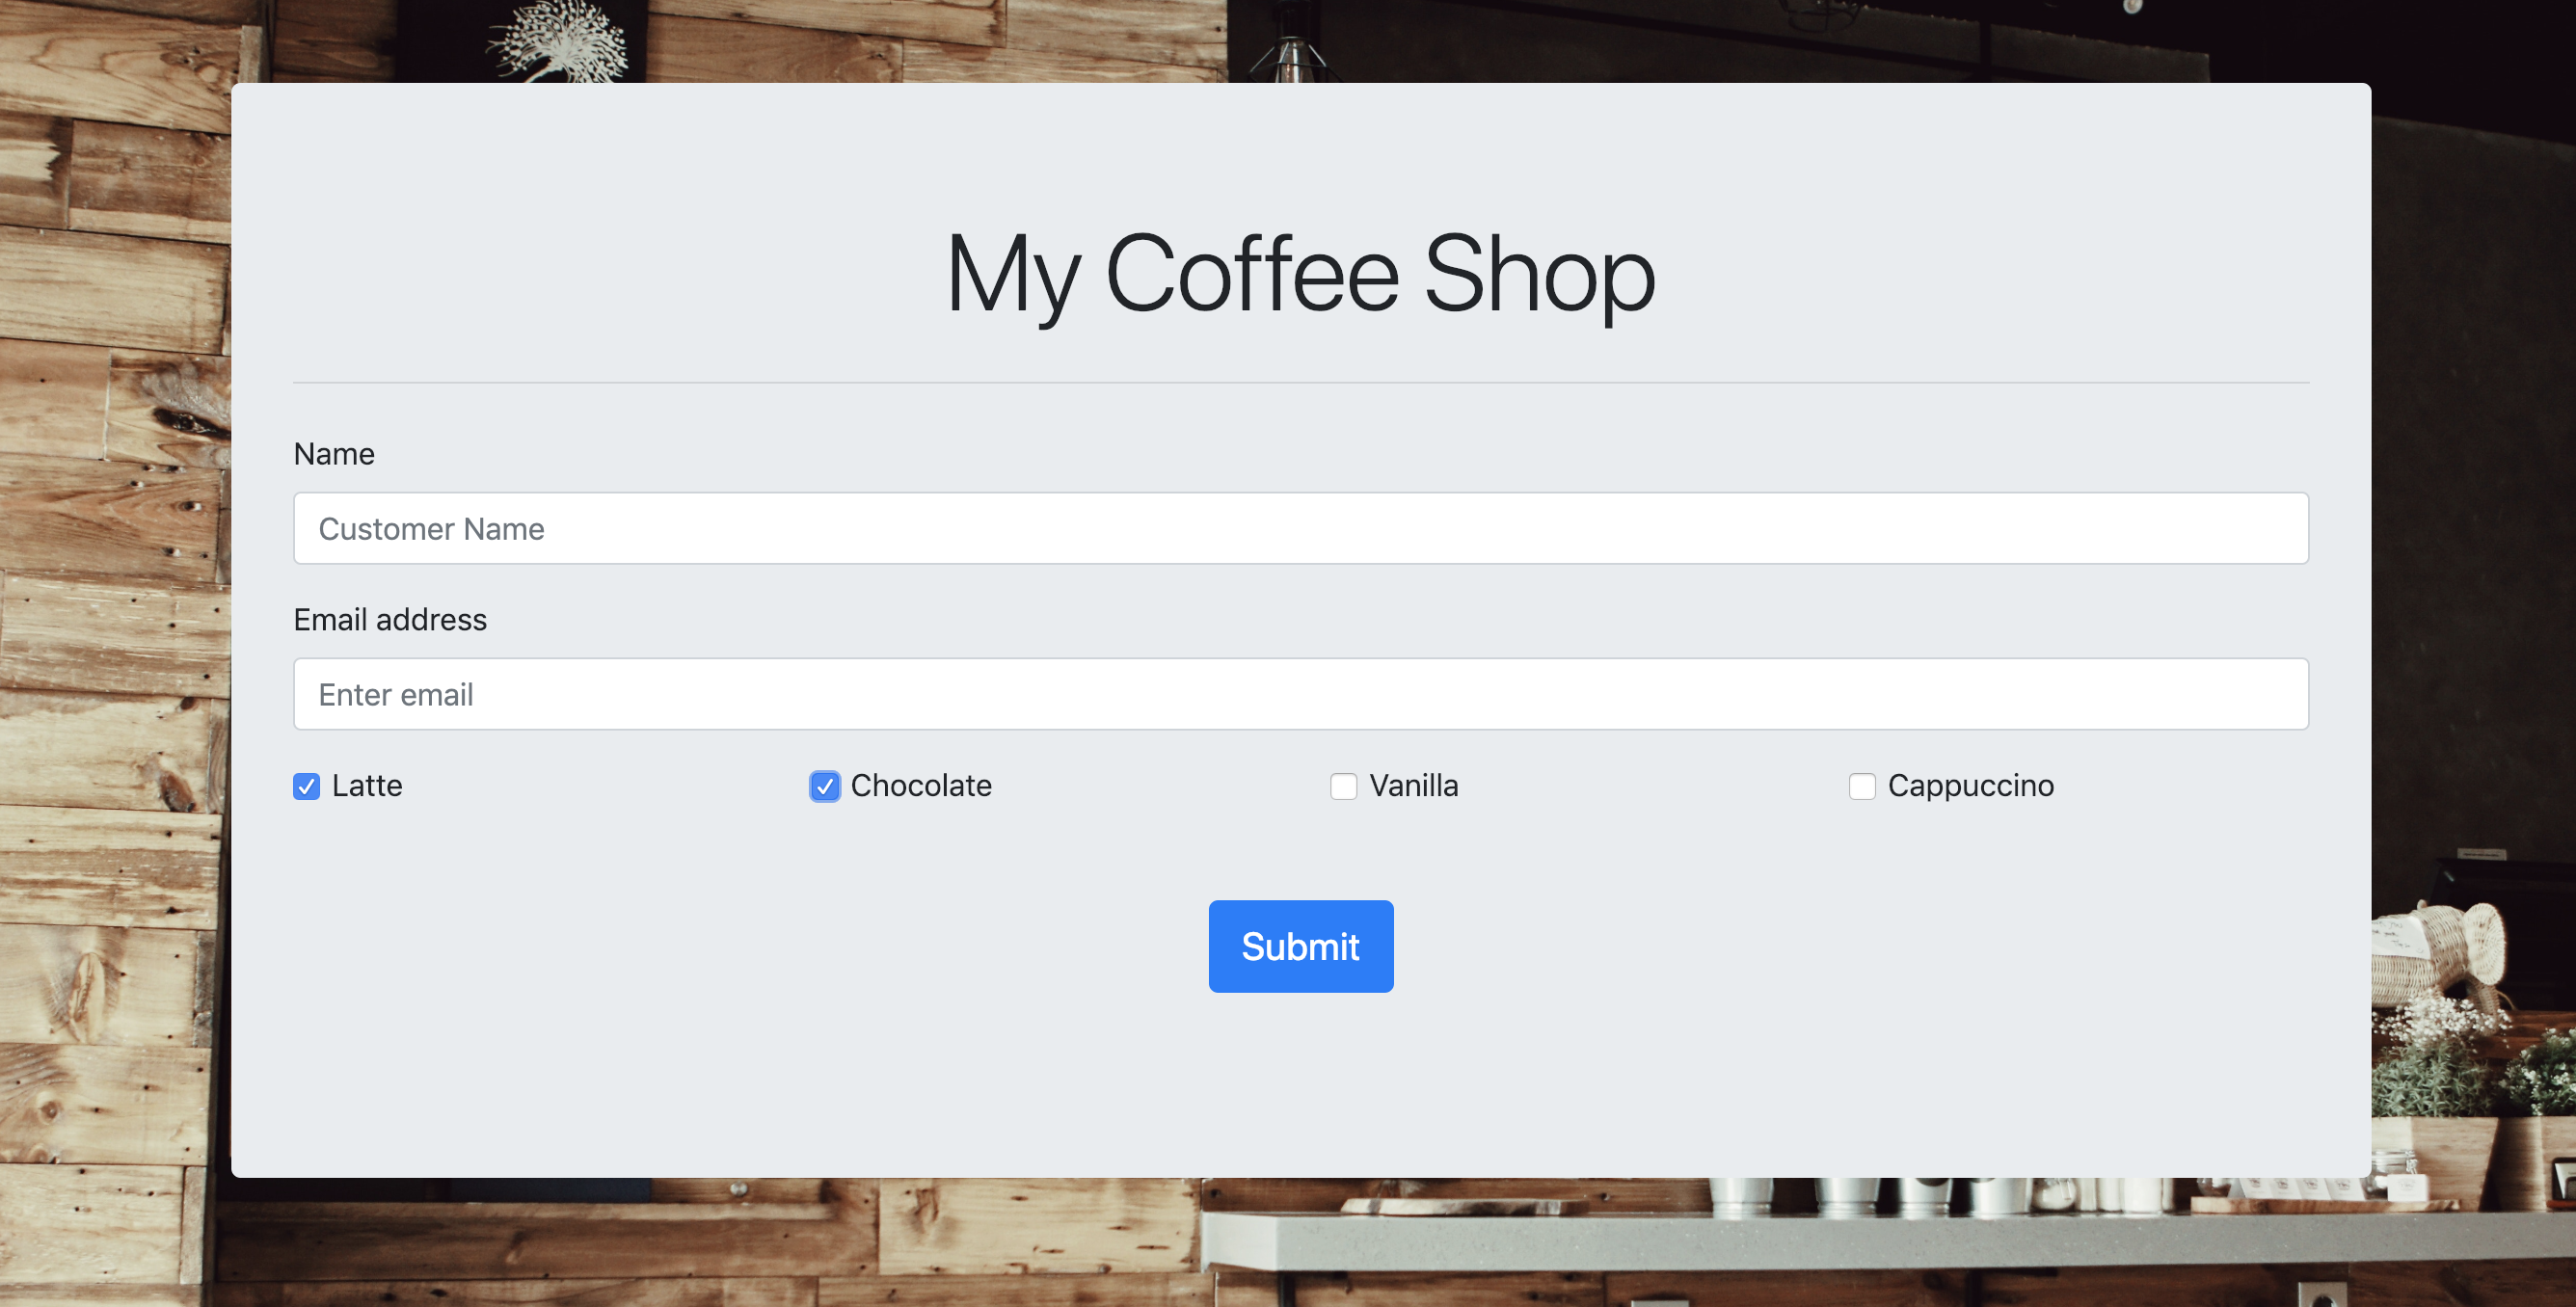 My Coffee Shop
Name
Customer Name
Email address
Enter email
Latte Chocolate Vanilla Cappuccino
Submit